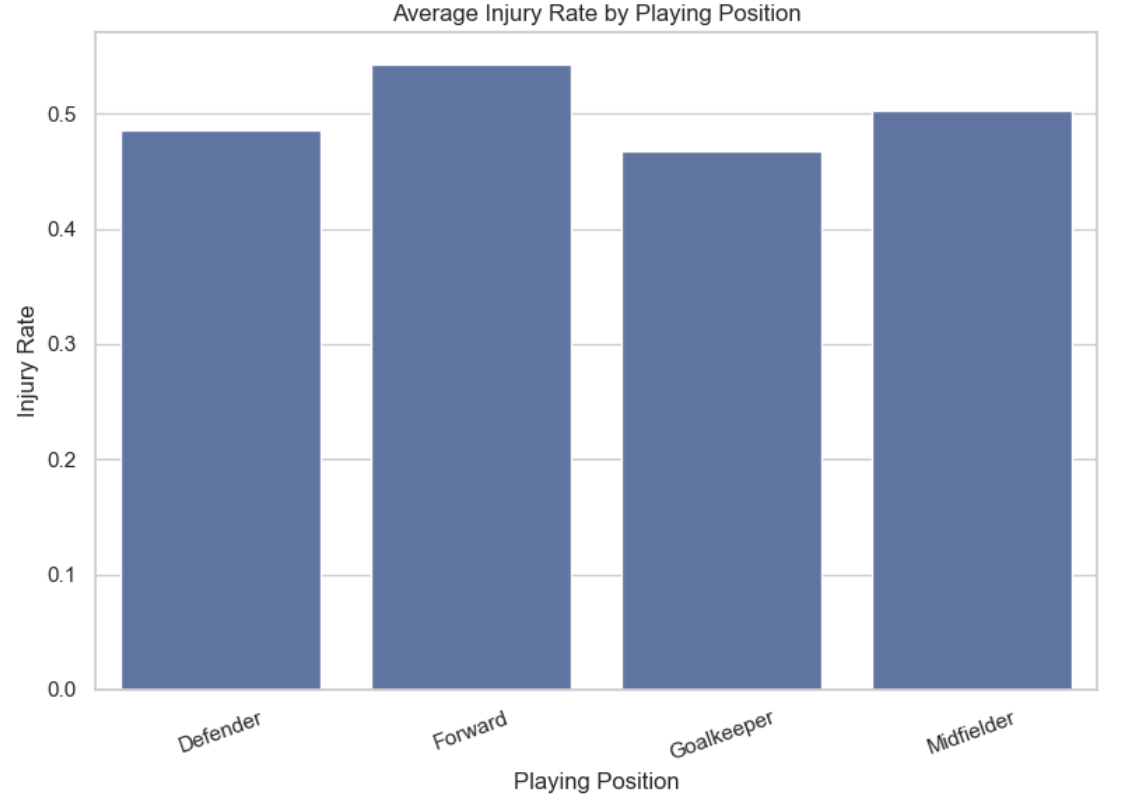 Average Injury Rate by Playing Position
Injury Rate
0.5
0.4
0.3
0.2
0.1
0.0
Defender
Forward
Goalkeeper
Midfielder
Playing Position